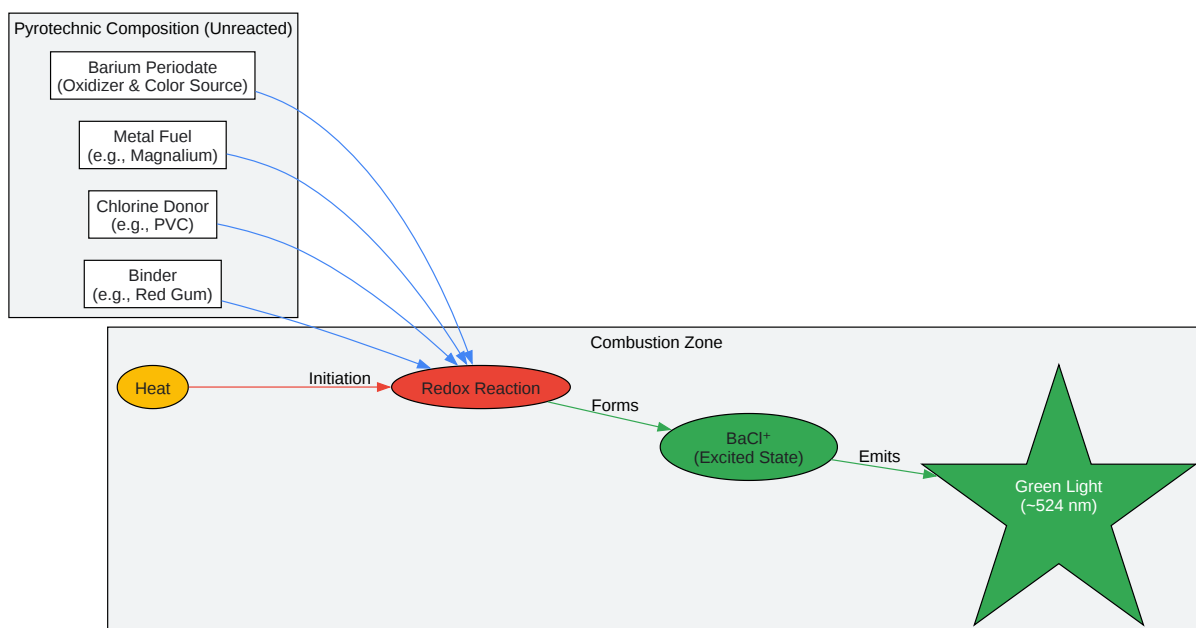 Pyrotechnic Composition (Unreacted)
Barium Periodate
(Oxidizer & Color Source)
Metal Fuel
(e.g., Magnalium)
Chlorine Donor
(e.g., PVC)
Binder
(e.g., Red Gum)
Combustion Zone
Heat
Initiation
Redox Reaction
Forms
BaCl⁺
(Excited State)
Emits
Green Light
(~524 nm)